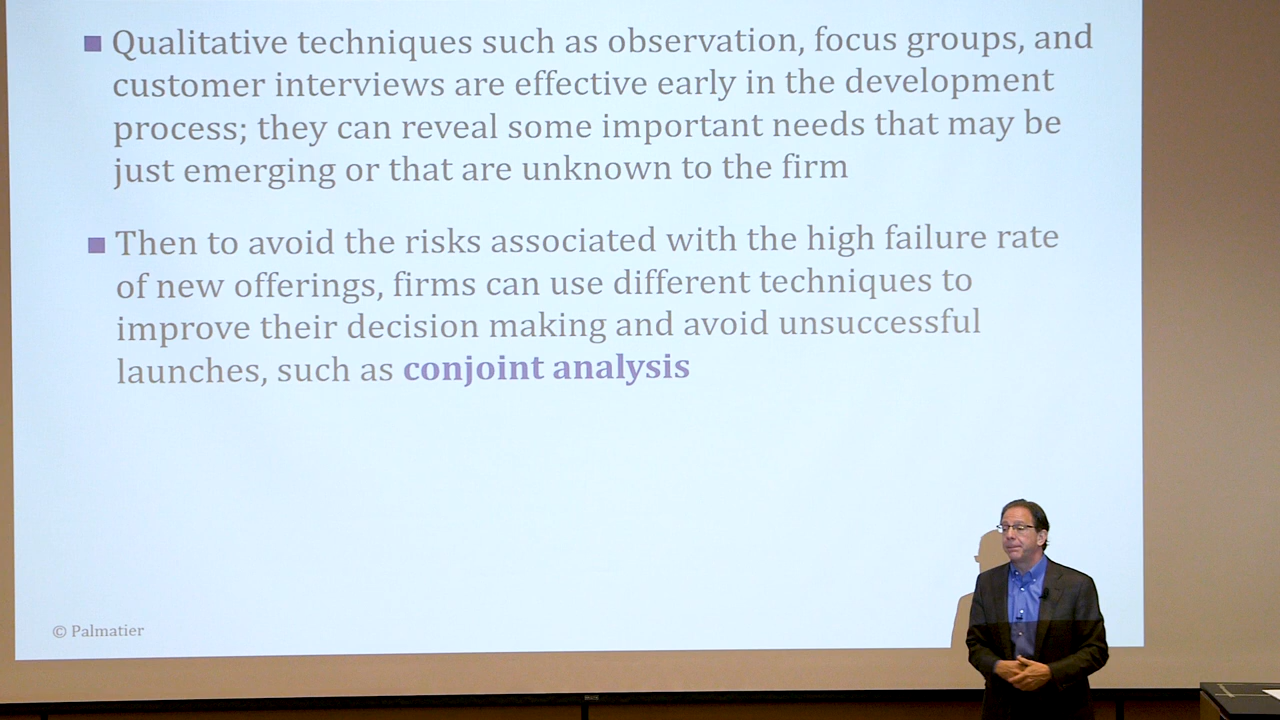 Qualitative techniques such as observation, focus groups, and
customer interviews are effective early in the development
process; they can reveal some important needs that may be
just emerging or that are unknown to the firm
Then to avoid the risks associated with the high failure rate
of new offerings, firms can use different techniques to
improve their decision making and avoid unsuccessful
launches, such as conjoint analysis
© Palmatier